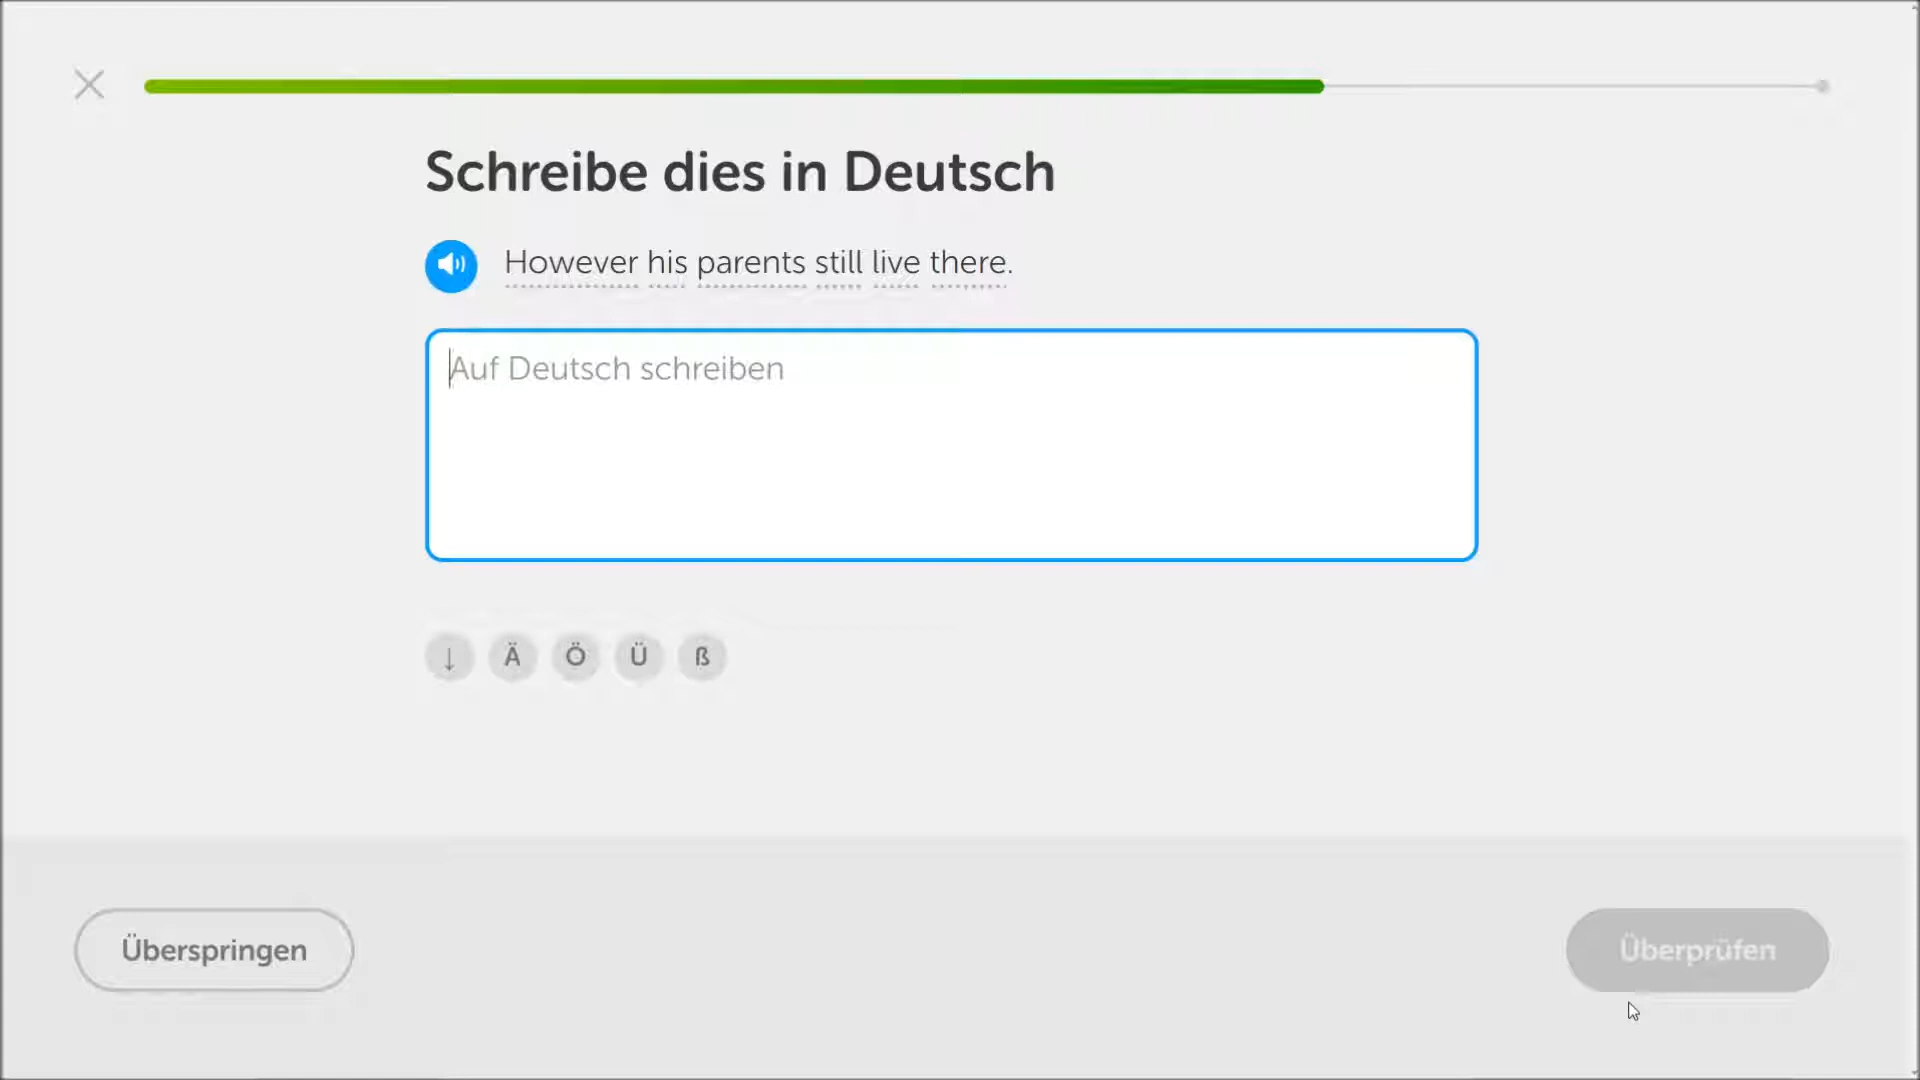 Schreibe dies in Deutsch
However his parents still live there.
Auf Deutsch schreiben
↓ Ä Ö Ü ß
Überspringen
Überprüfen